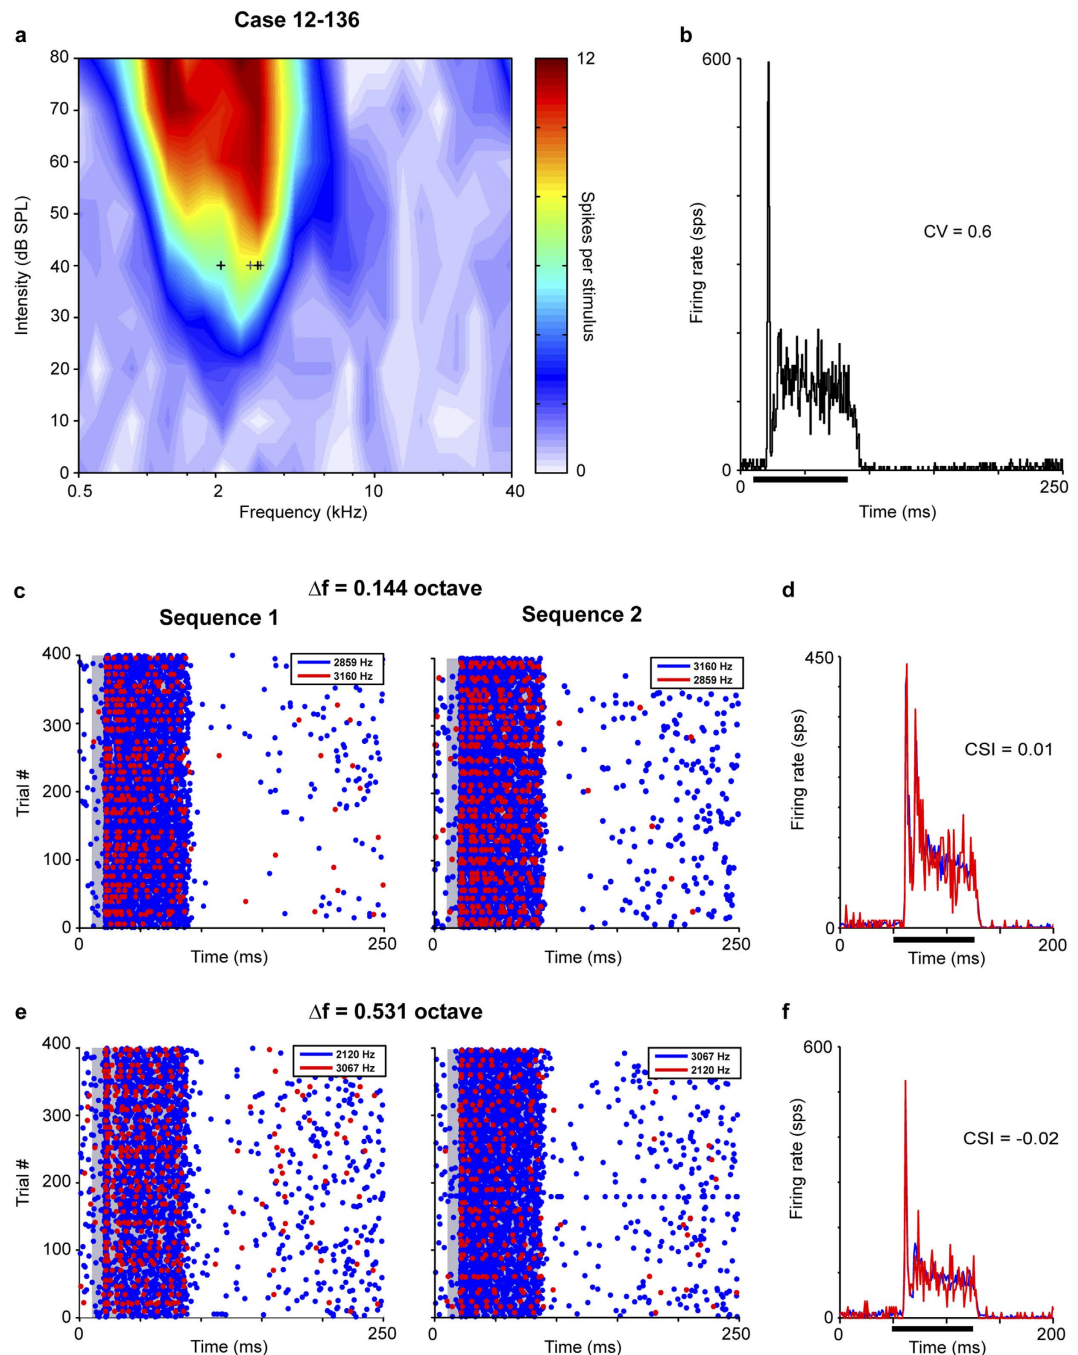 Case 12-136
a
80
70
60
50
40
30
20
10
0
Intensity (dB SPL)
0.5
2
10
40
Frequency (kHz)
12
0
Spikes per stimulus
b
600
0
Firing rate (sps)
CV = 0.6
0
250
Time (ms)
c
Δf = 0.144 octave
Sequence 1
Sequence 2
400
300
200
100
0
Trial #
2859 Hz
3160 Hz
0
250
Time (ms)
3160 Hz
2859 Hz
0
250
Time (ms)
d
450
0
Firing rate (sps)
CSI = 0.01
0
200
Time (ms)
e
Δf = 0.531 octave
400
300
200
100
0
Trial #
2120 Hz
3067 Hz
0
250
Time (ms)
3067 Hz
2120 Hz
0
250
Time (ms)
f
600
0
Firing rate (sps)
CSI = -0.02
0
200
Time (ms)